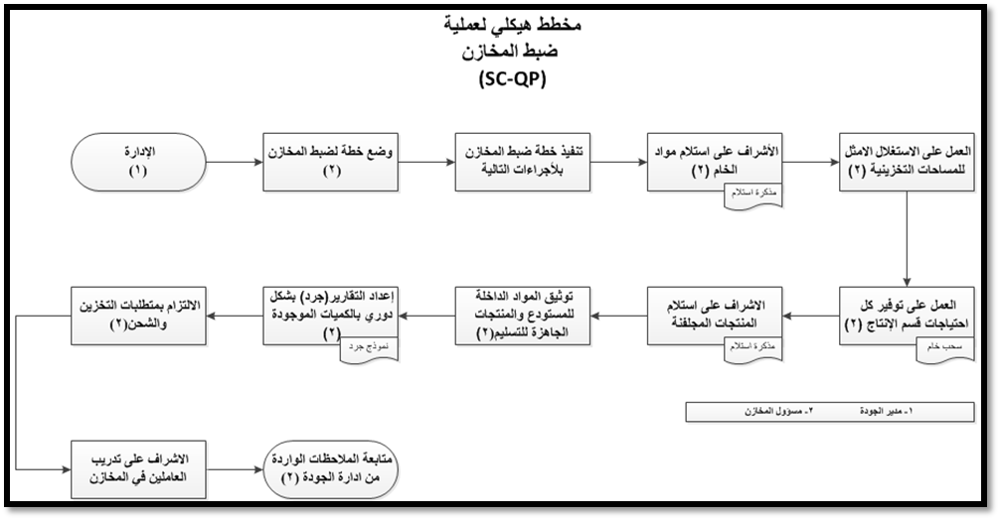 مخطط هيكلي لعملية
ضبط المخازن
(SC-QP)
الإدارة
(١)
وضع خطة لضبط المخازن
(٢)
تنفيذ خطة ضبط المخازن
بلأجراءات التالية
الأشراف على استلام مواد
الخام (٢)
مذكرة استلام
العمل على الاستغلال الامثل
للمساحات التخزينية (٢)
العمل على توفير كل
احتياجات قسم الإنتاج (٢)
سحب خام
الاشراف على استلام
المنتجات المجلفنة
مذكرة استلام
توثيق المواد الداخلة
للمستودع والمنتجات
الجاهزة للتسليم(٢)
إعداد التقارير(جرد) بشكل
دوري بالكميات الموجودة
(٢)
نموذج جرد
الالتزام بمتطلبات التخزين
والشحن(٢)
١- مدير الجودة ٢- مسؤول المخازن
الاشراف على تدريب
العاملين في المخازن
متابعة الملاحظات الواردة
من ادارة الجودة (٢)